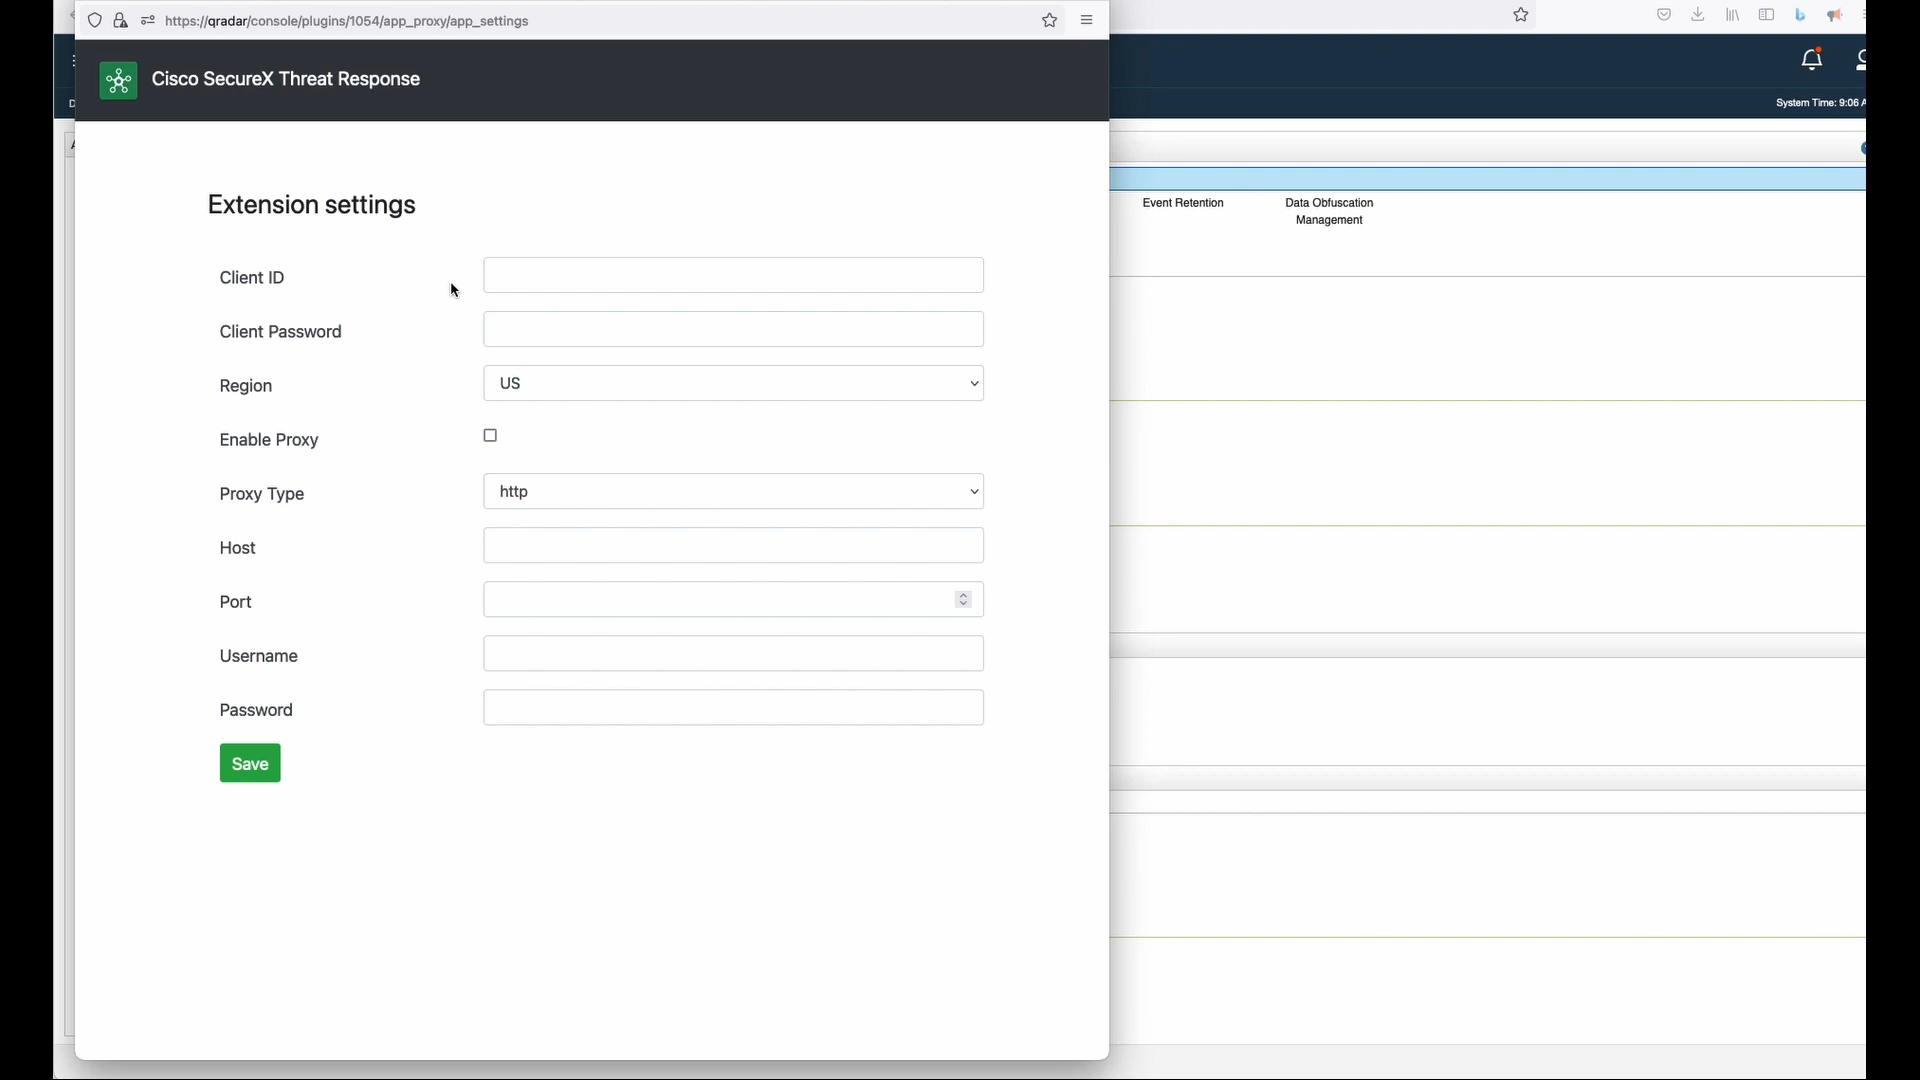 https://qradar/console/plugins/1054/app_proxy/app_settings
Cisco SecureX Threat Response
System Time: 9:06 A
Extension settings
Event Retention
Data Obfuscation
Management
Client ID
Client Password
Region
US
Enable Proxy
Proxy Type
http
Host
Port
Username
Password
Save